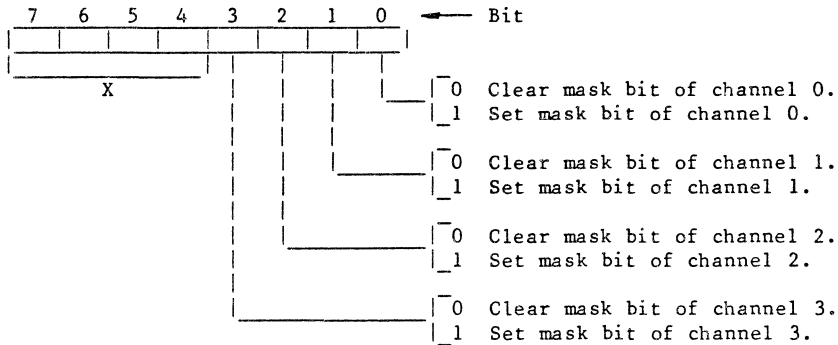 7 6 5 4 3 2 1 0 Bit
X
0 Clear mask bit of channel 0.
1 Set mask bit of channel 0.
0 Clear mask bit of channel 1.
1 Set mask bit of channel 1.
0 Clear mask bit of channel 2.
1 Set mask bit of channel 2.
0 Clear mask bit of channel 3.
1 Set mask bit of channel 3.